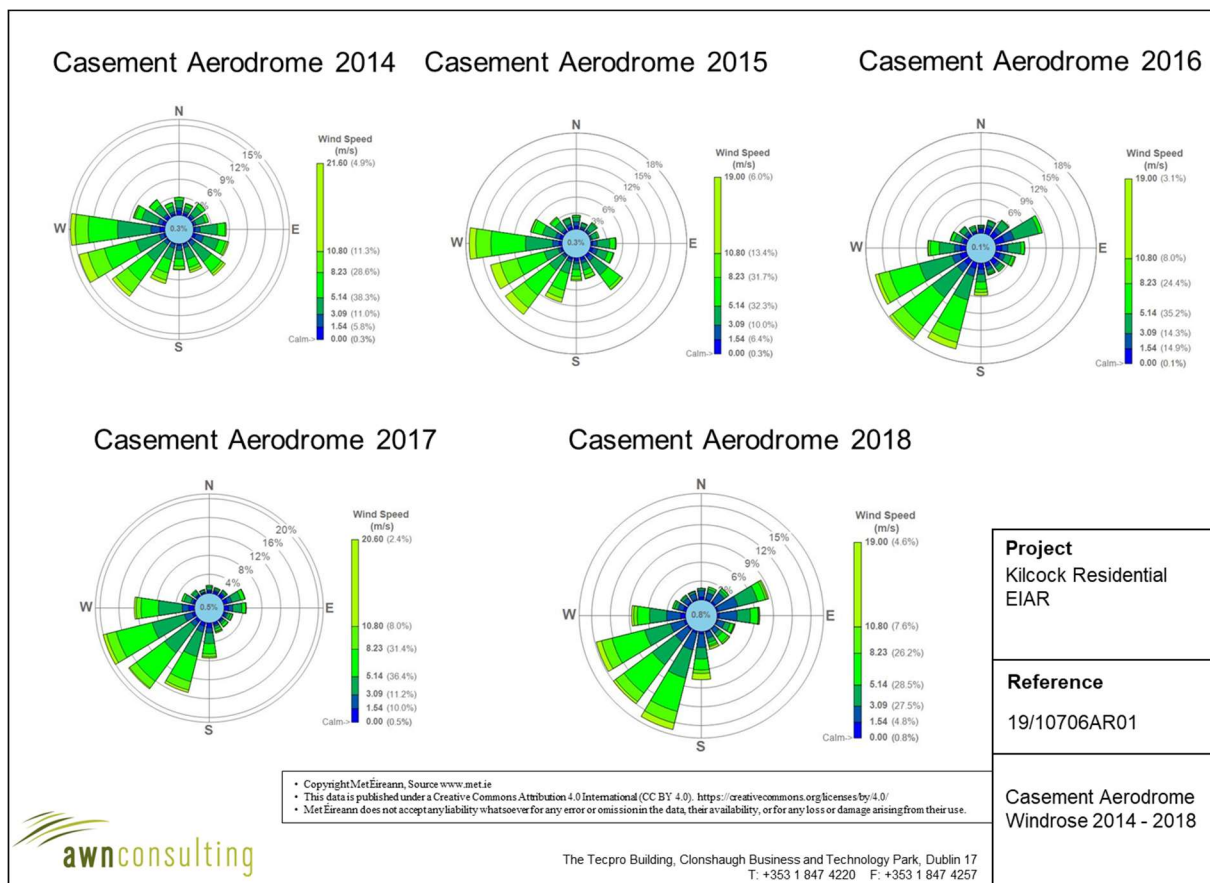 Casement Aerodrome 2014
N
W
E
S
15%
12%
9%
6%
0.3%
Wind Speed
(m/s)
21.60 (4.9%)
10.80 (11.3%)
8.23 (28.6%)
5.14 (38.3%)
3.09 (11.0%)
1.54 (5.8%)
Calm-> 0.00 (0.3%)
Casement Aerodrome 2015
N
W
E
S
18%
15%
12%
9%
6%
3%
0.3%
Wind Speed
(m/s)
19.00 (6.0%)
10.80 (13.4%)
8.23 (31.7%)
5.14 (32.3%)
3.09 (10.0%)
1.54 (6.4%)
Calm-> 0.00 (0.3%)
Casement Aerodrome 2016
N
W
E
S
18%
15%
12%
9%
6%
0.1%
Wind Speed
(m/s)
19.00 (3.1%)
10.80 (8.0%)
8.23 (24.4%)
5.14 (35.2%)
3.09 (14.3%)
1.54 (14.9%)
Calm-> 0.00 (0.1%)
Casement Aerodrome 2017
N
W
E
S
20%
16%
12%
8%
4%
0.5%
Wind Speed
(m/s)
20.60 (2.4%)
10.80 (8.0%)
8.23 (31.4%)
5.14 (36.4%)
3.09 (11.2%)
1.54 (10.0%)
Calm-> 0.00 (0.5%)
Casement Aerodrome 2018
N
W
E
S
15%
12%
9%
6%
0.8%
Wind Speed
(m/s)
19.00 (4.6%)
10.80 (7.6%)
8.23 (26.2%)
5.14 (28.5%)
3.09 (27.5%)
1.54 (4.8%)
Calm-> 0.00 (0.8%)
Project
Kilcock Residential
EIAR
Reference
19/10706AR01
Casement Aerodrome
Windrose 2014 - 2018
• Copyright Met Éireann, Source www.met.ie
• This data is published under a Creative Commons Attribution 4.0 International (CC BY 4.0). https://creativecommons.org/licenses/by/4.0/
• Met Éireann does not accept any liability whatsoever for any error or omission in the data, their availability, or for any loss or damage arising from their use.
awnconsulting
The Tecpro Building, Clonshaugh Business and Technology Park, Dublin 17
T: +353 1 847 4220 F: +353 1 847 4257